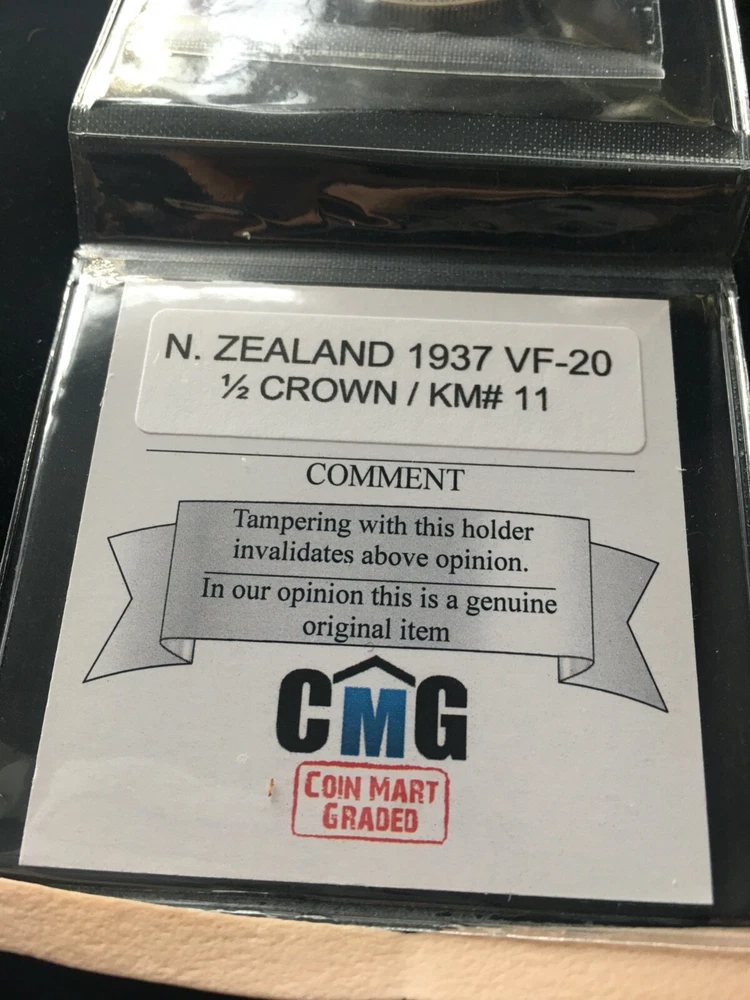 N. ZEALAND 1937 VF-20
½ CROWN / KM# 11
COMMENT
Tampering with this holder
invalidates above opinion.
In our opinion this is a genuine
original item
CMG
COIN MART
GRADED